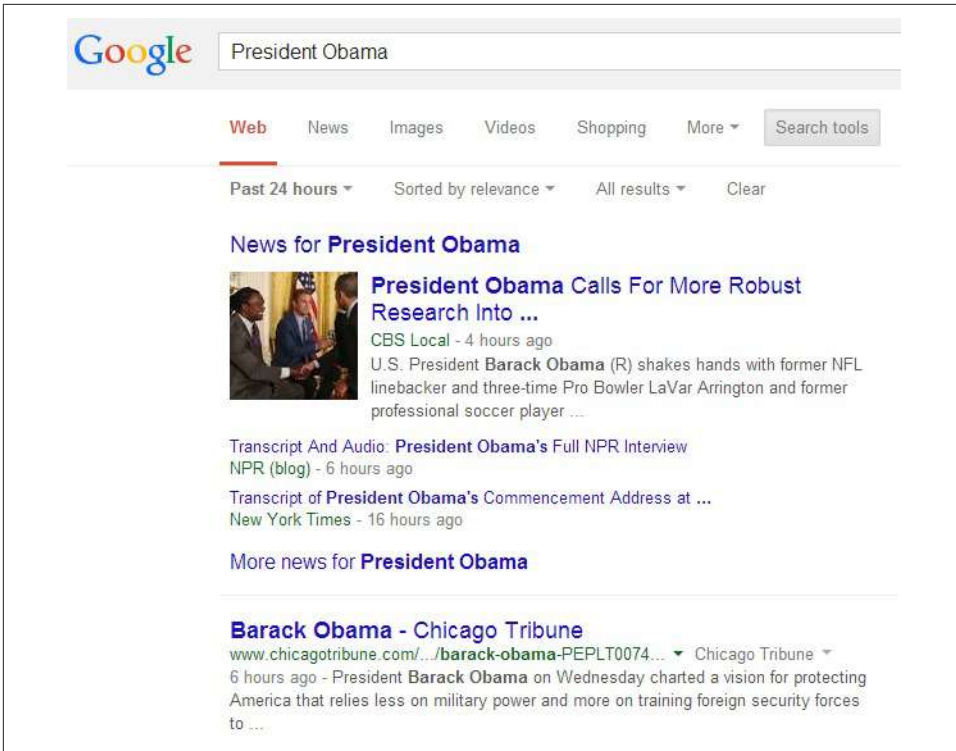 Google President Obama
Web News Images Videos Shopping More Search tools
Past 24 hours Sorted by relevance All results Clear
News for President Obama
President Obama Calls For More Robust
Research Into ...
CBS Local - 4 hours ago
U.S. President Barack Obama (R) shakes hands with former NFL
linebacker and three-time Pro Bowler LaVar Arrington and former
professional soccer player ...
Transcript And Audio: President Obama's Full NPR Interview
NPR (blog) - 6 hours ago
Transcript of President Obama's Commencement Address at ...
New York Times - 16 hours ago
More news for President Obama
Barack Obama - Chicago Tribune
www.chicagotribune.com/.../barack-obama-PEPLT0074... Chicago Tribune
6 hours ago - President Barack Obama on Wednesday charted a vision for protecting
America that relies less on military power and more on training foreign security forces
to ...